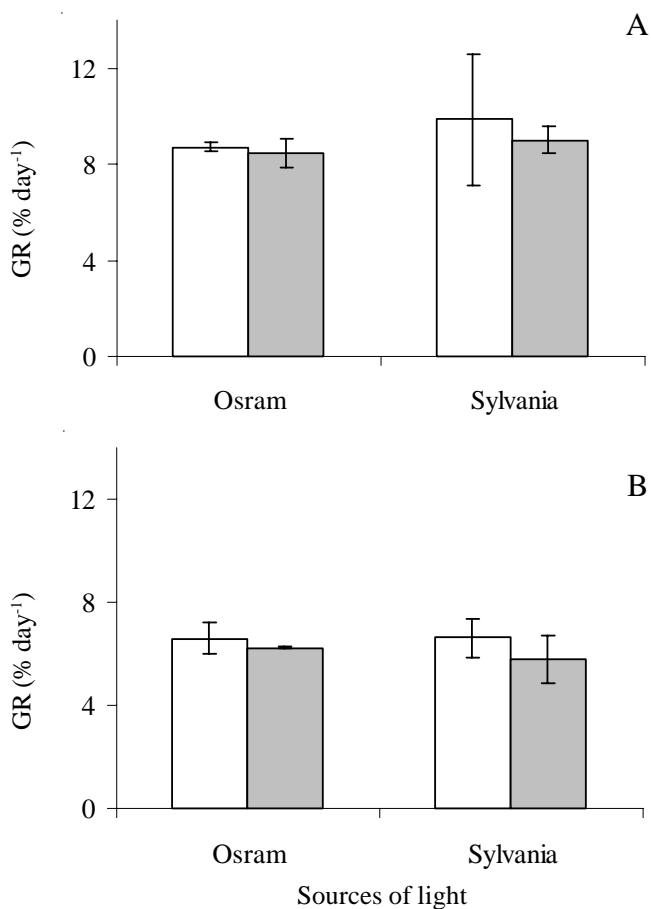 A
12
8
4
0
GR (% day⁻¹)
Osram Sylvania
B
12
8
4
0
GR (% day⁻¹)
Osram Sylvania
Sources of light